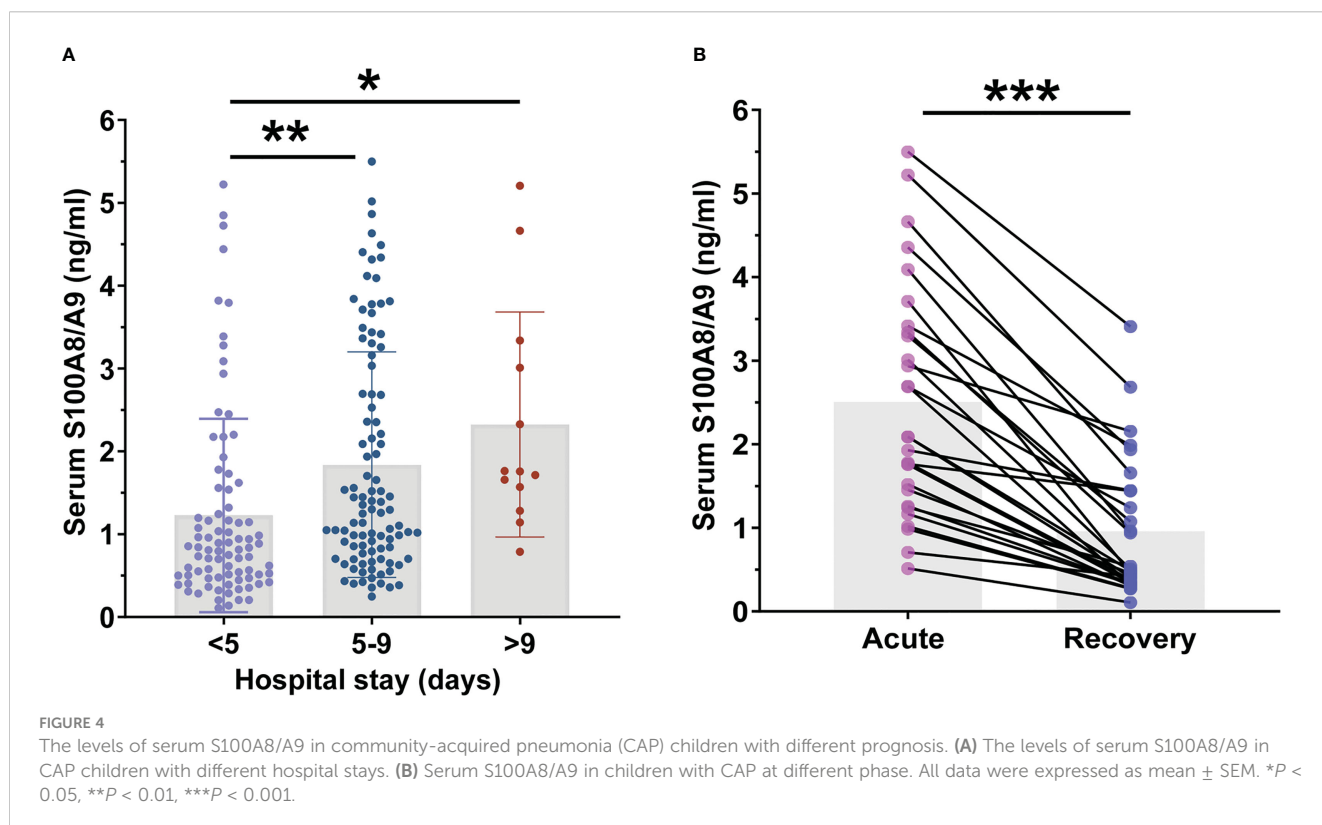 A
B
*
**
***
Serum S100A8/A9 (ng/ml)
6
5
4
3
2
1
0
<5
5-9
>9
Hospital stay (days)
Serum S100A8/A9 (ng/ml)
6
5
4
3
2
1
0
Acute
Recovery
FIGURE 4
The levels of serum S100A8/A9 in community-acquired pneumonia (CAP) children with different prognosis. (A) The levels of serum S100A8/A9 in
CAP children with different hospital stays. (B) Serum S100A8/A9 in children with CAP at different phase. All data were expressed as mean ± SEM. *P <
0.05, **P < 0.01, ***P < 0.001.